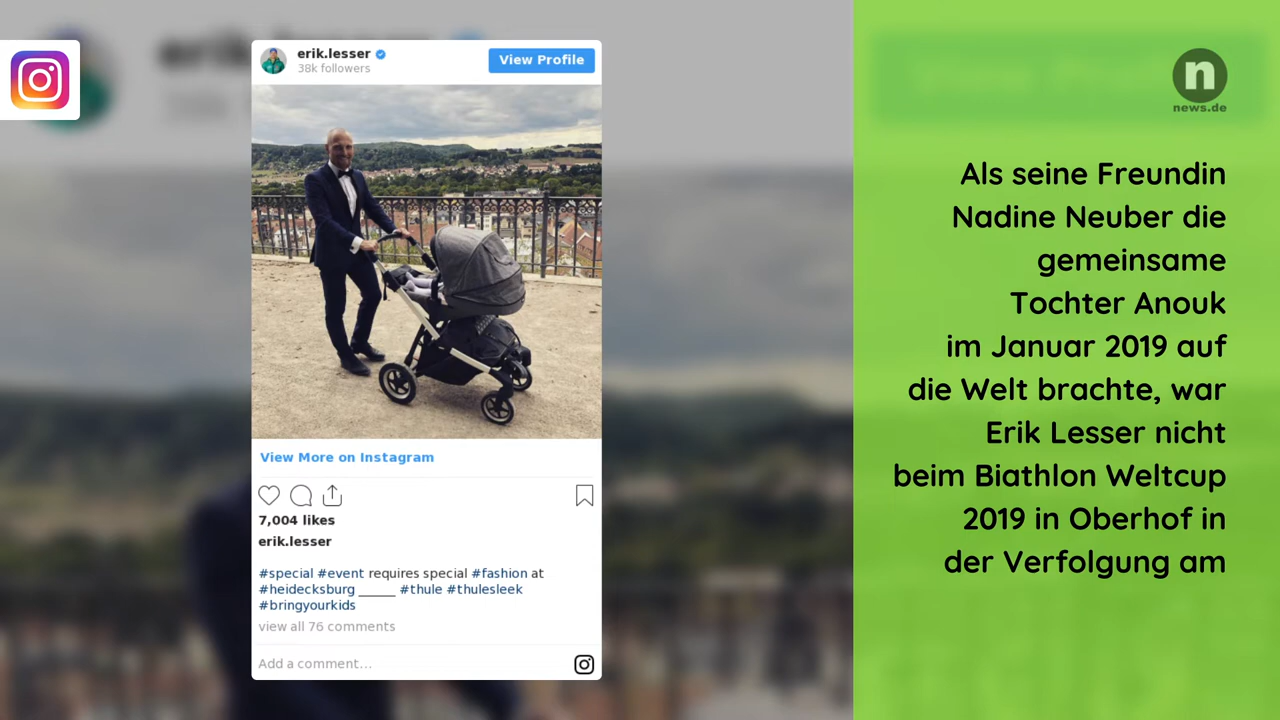 erik.lesser
38k followers
View Profile
View More on Instagram
7,004 likes
erik.lesser
#special #event requires special #fashion at
#heidecksburg _____ #thule #thulesleek
#bringyourkids
view all 76 comments
Add a comment...
n
news.de
Als seine Freundin
Nadine Neuber die
gemeinsame
Tochter Anouk
im Januar 2019 auf
die Welt brachte, war
Erik Lesser nicht
beim Biathlon Weltcup
2019 in Oberhof in
der Verfolgung am